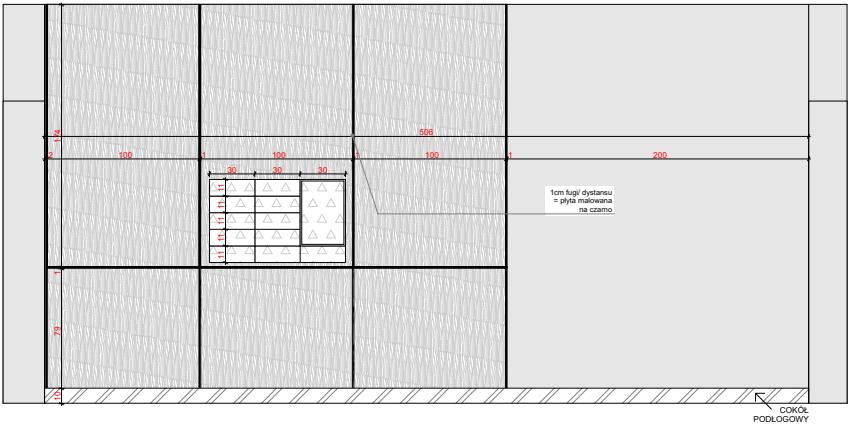 506
174
2 100 1 100 1 100 1 200
30 30 30
11
11
11
11
11
1cm fugi/ dystansu
= płyta malowana
na czarno
1
79
10
COKÓŁ
PODŁOGOWY